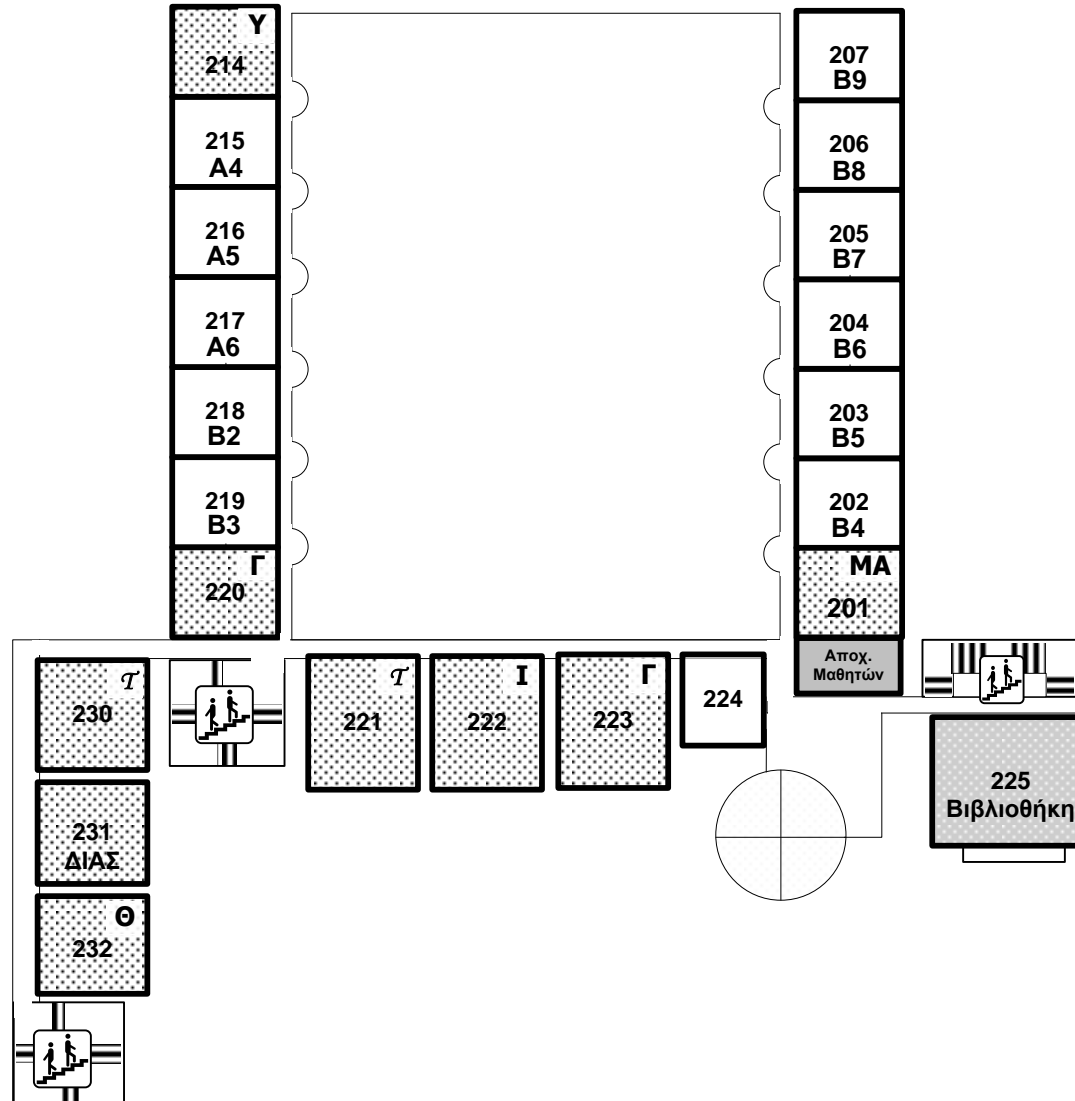 Υ
214
215
Α4
216
Α5
217
Α6
218
Β2
219
Β3
Γ
220
207
Β9
206
Β8
205
Β7
204
Β6
203
Β5
202
Β4
ΜΑ
201
Αποχ.
Μαθητών
Τ
230
231
ΔΙΑΣ
Θ
232
Τ
221
Ι
222
Γ
223
224
225
Βιβλιοθήκη